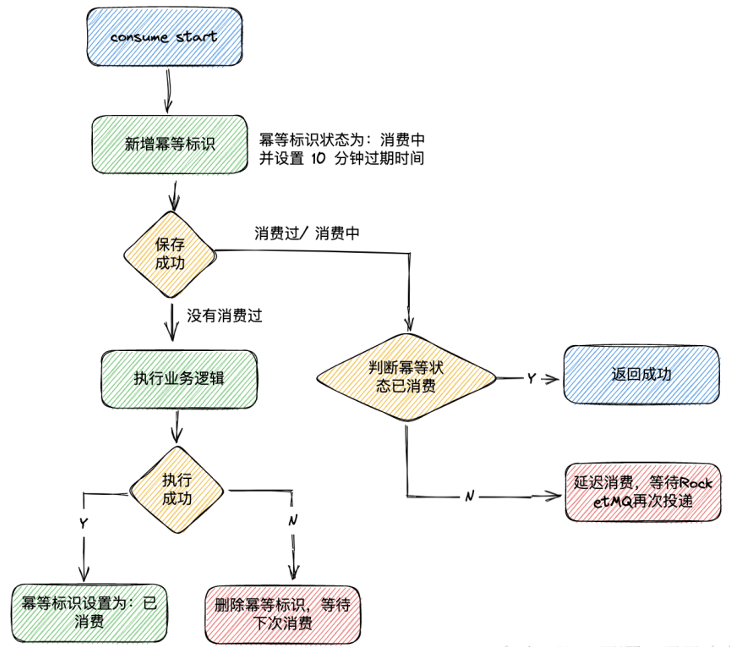 consume start
新增幂等标识
幂等标识状态为：消费中
并设置 10 分钟过期时间
保存
成功
消费过/ 消费中
没有消费过
执行业务逻辑
判断幂等状
态已消费
Y
返回成功
执行
成功
延迟消费，等待Rock
etMQ再次投递
N
Y
N
幂等标识设置为：已
消费
删除幂等标识，等待
下次消费